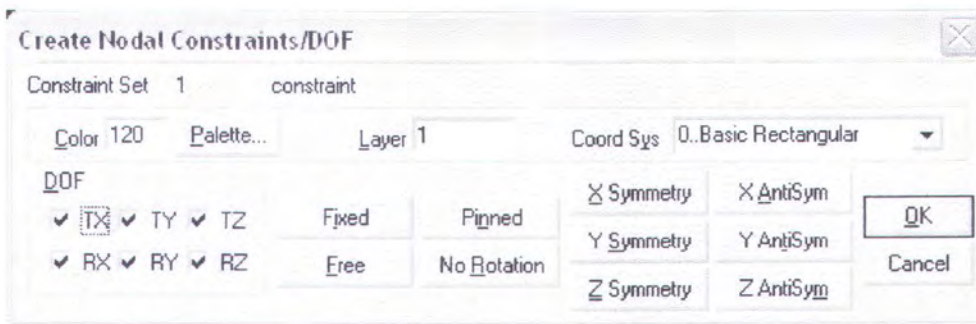 Create Nodal Constraints/DOF
Constraint Set 1 constraint
Color 120 Palette... Layer 1 Coord Sys 0..Basic Rectangular
DOF
TX TY TZ Fixed Pinned X Symmetry X AntiSym OK
RX RY RZ Free No Rotation Y Symmetry Y AntiSym Cancel
Z Symmetry Z AntiSym